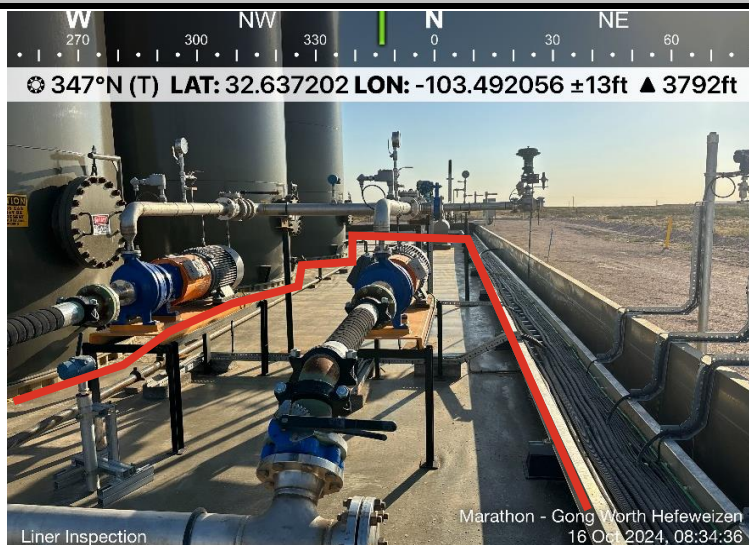 W NW N NE
270 300 330 0 30 60
347°N (T) LAT: 32.637202 LON: -103.492056 ±13ft ▲ 3792ft
CAUTION
Marathon - Gong Worth Hefeweizen
Liner Inspection 16 Oct 2024, 08:34:36